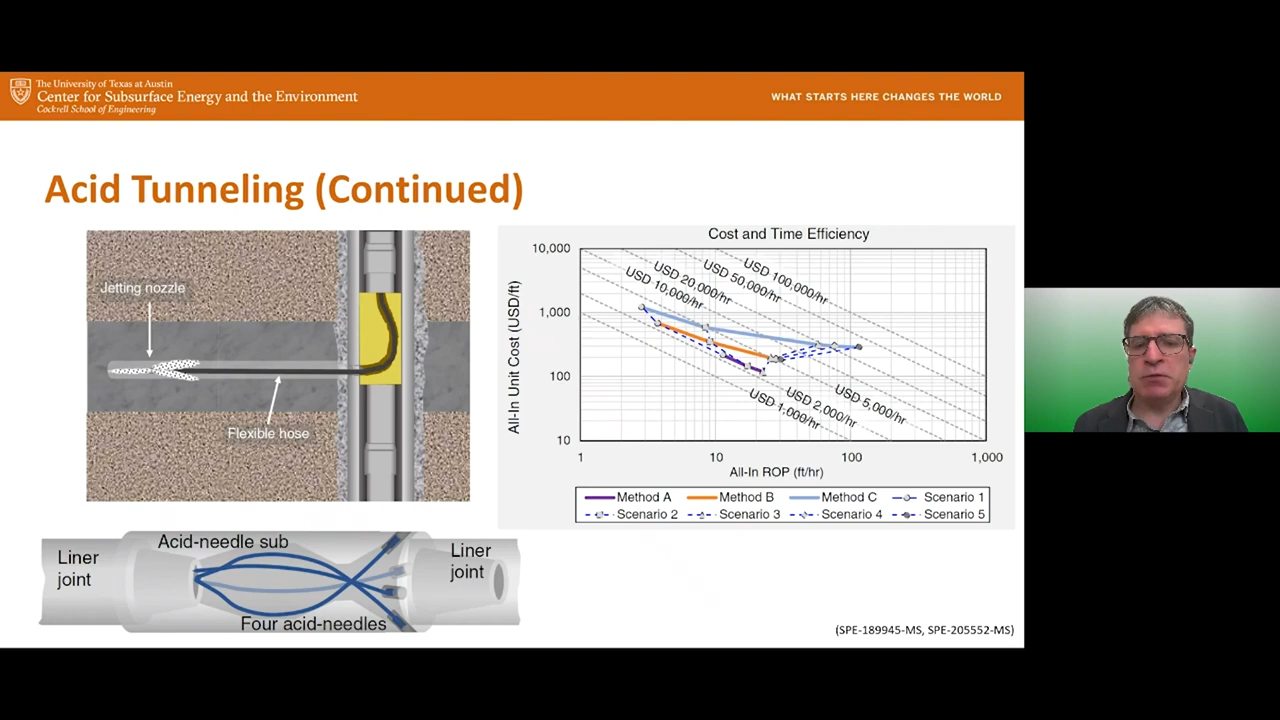 The University of Texas at Austin
Center for Subsurface Energy and the Environment
Cockrell School of Engineering
WHAT STARTS HERE CHANGES THE WORLD
Acid Tunneling (Continued)
Jetting nozzle
Flexible hose
Cost and Time Efficiency
All-In Unit Cost (USD/ft)
10,000
1,000
100
10
USD 100,000/hr
USD 50,000/hr
USD 20,000/hr
USD 10,000/hr
USD 5,000/hr
USD 2,000/hr
USD 1,000/hr
1
10
100
1,000
All-In ROP (ft/hr)
Method A
Method B
Method C
Scenario 1
Scenario 2
Scenario 3
Scenario 4
Scenario 5
Liner
joint
Acid-needle sub
Four acid-needles
Liner
joint
(SPE-189945-MS, SPE-205552-MS)